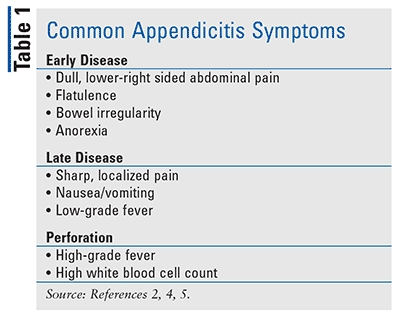 Table 1
Common Appendicitis Symptoms
Early Disease
• Dull, lower-right sided abdominal pain
• Flatulence
• Bowel irregularity
• Anorexia
Late Disease
• Sharp, localized pain
• Nausea/vomiting
• Low-grade fever
Perforation
• High-grade fever
• High white blood cell count
Source: References 2, 4, 5.